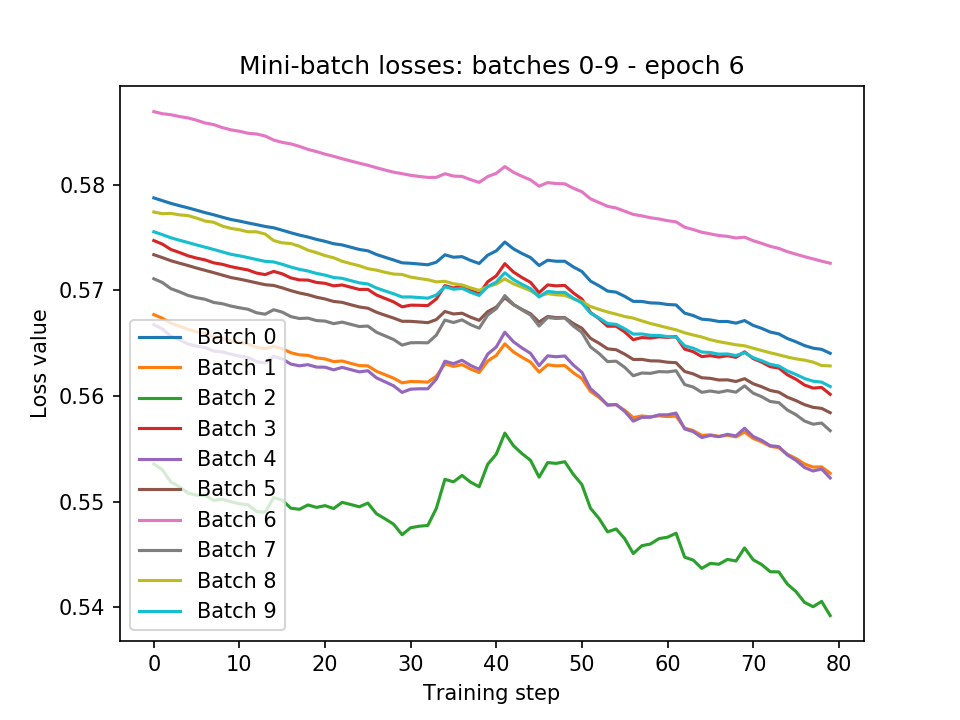 Mini-batch losses: batches 0-9 - epoch 6
Loss value
0.58
0.57
0.56
0.55
0.54
Batch 0
Batch 1
Batch 2
Batch 3
Batch 4
Batch 5
Batch 6
Batch 7
Batch 8
Batch 9
0 10 20 30 40 50 60 70 80
Training step